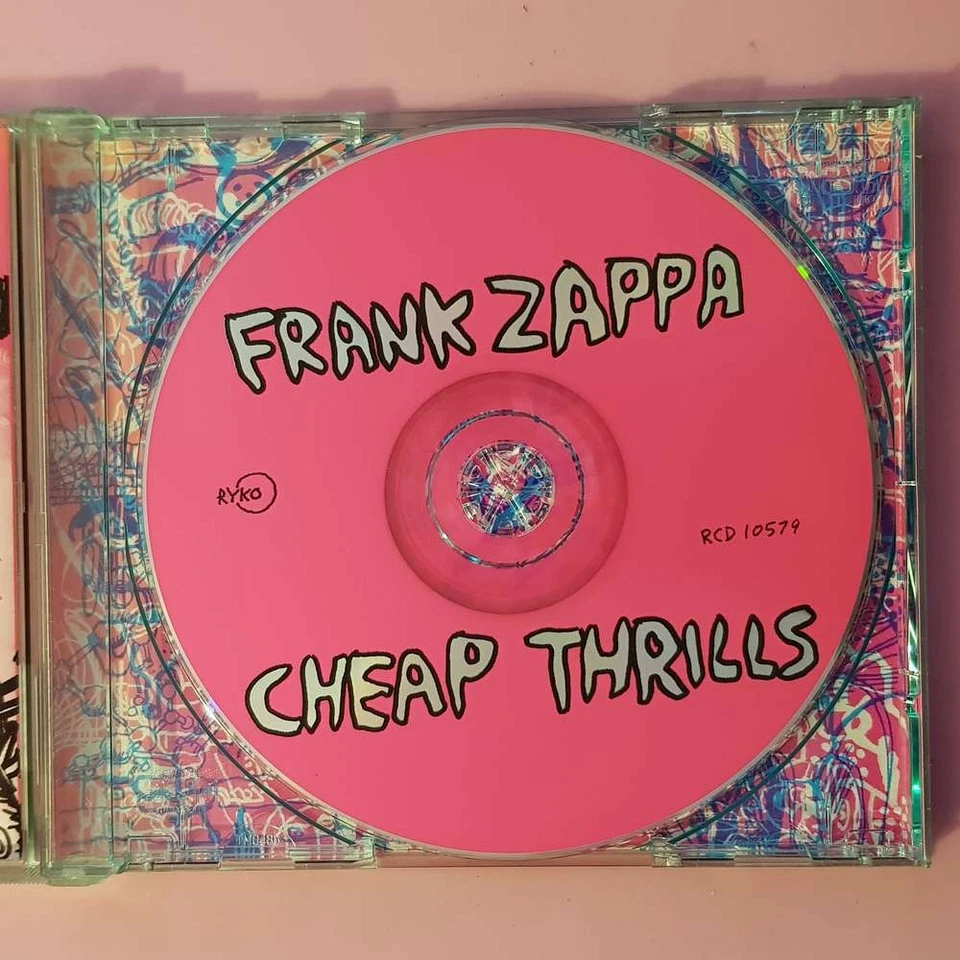 FRANK ZAPPA
RYKO
RCD 10579
CHEAP THRILLS